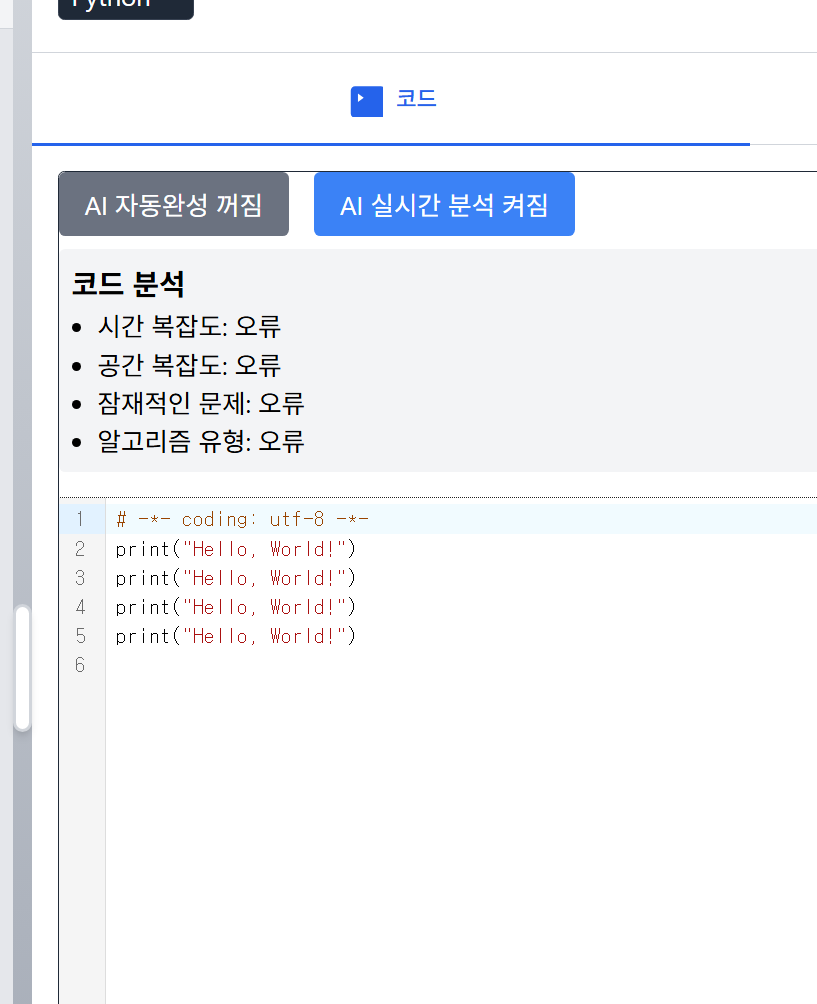 Python
코드
AI 자동완성 꺼짐
AI 실시간 분석 켜짐
코드 분석
시간 복잡도: 오류
공간 복잡도: 오류
잠재적인 문제: 오류
알고리즘 유형: 오류
1 # -*- coding: utf-8 -*-
2 print("Hello, World!")
3 print("Hello, World!")
4 print("Hello, World!")
5 print("Hello, World!")
6